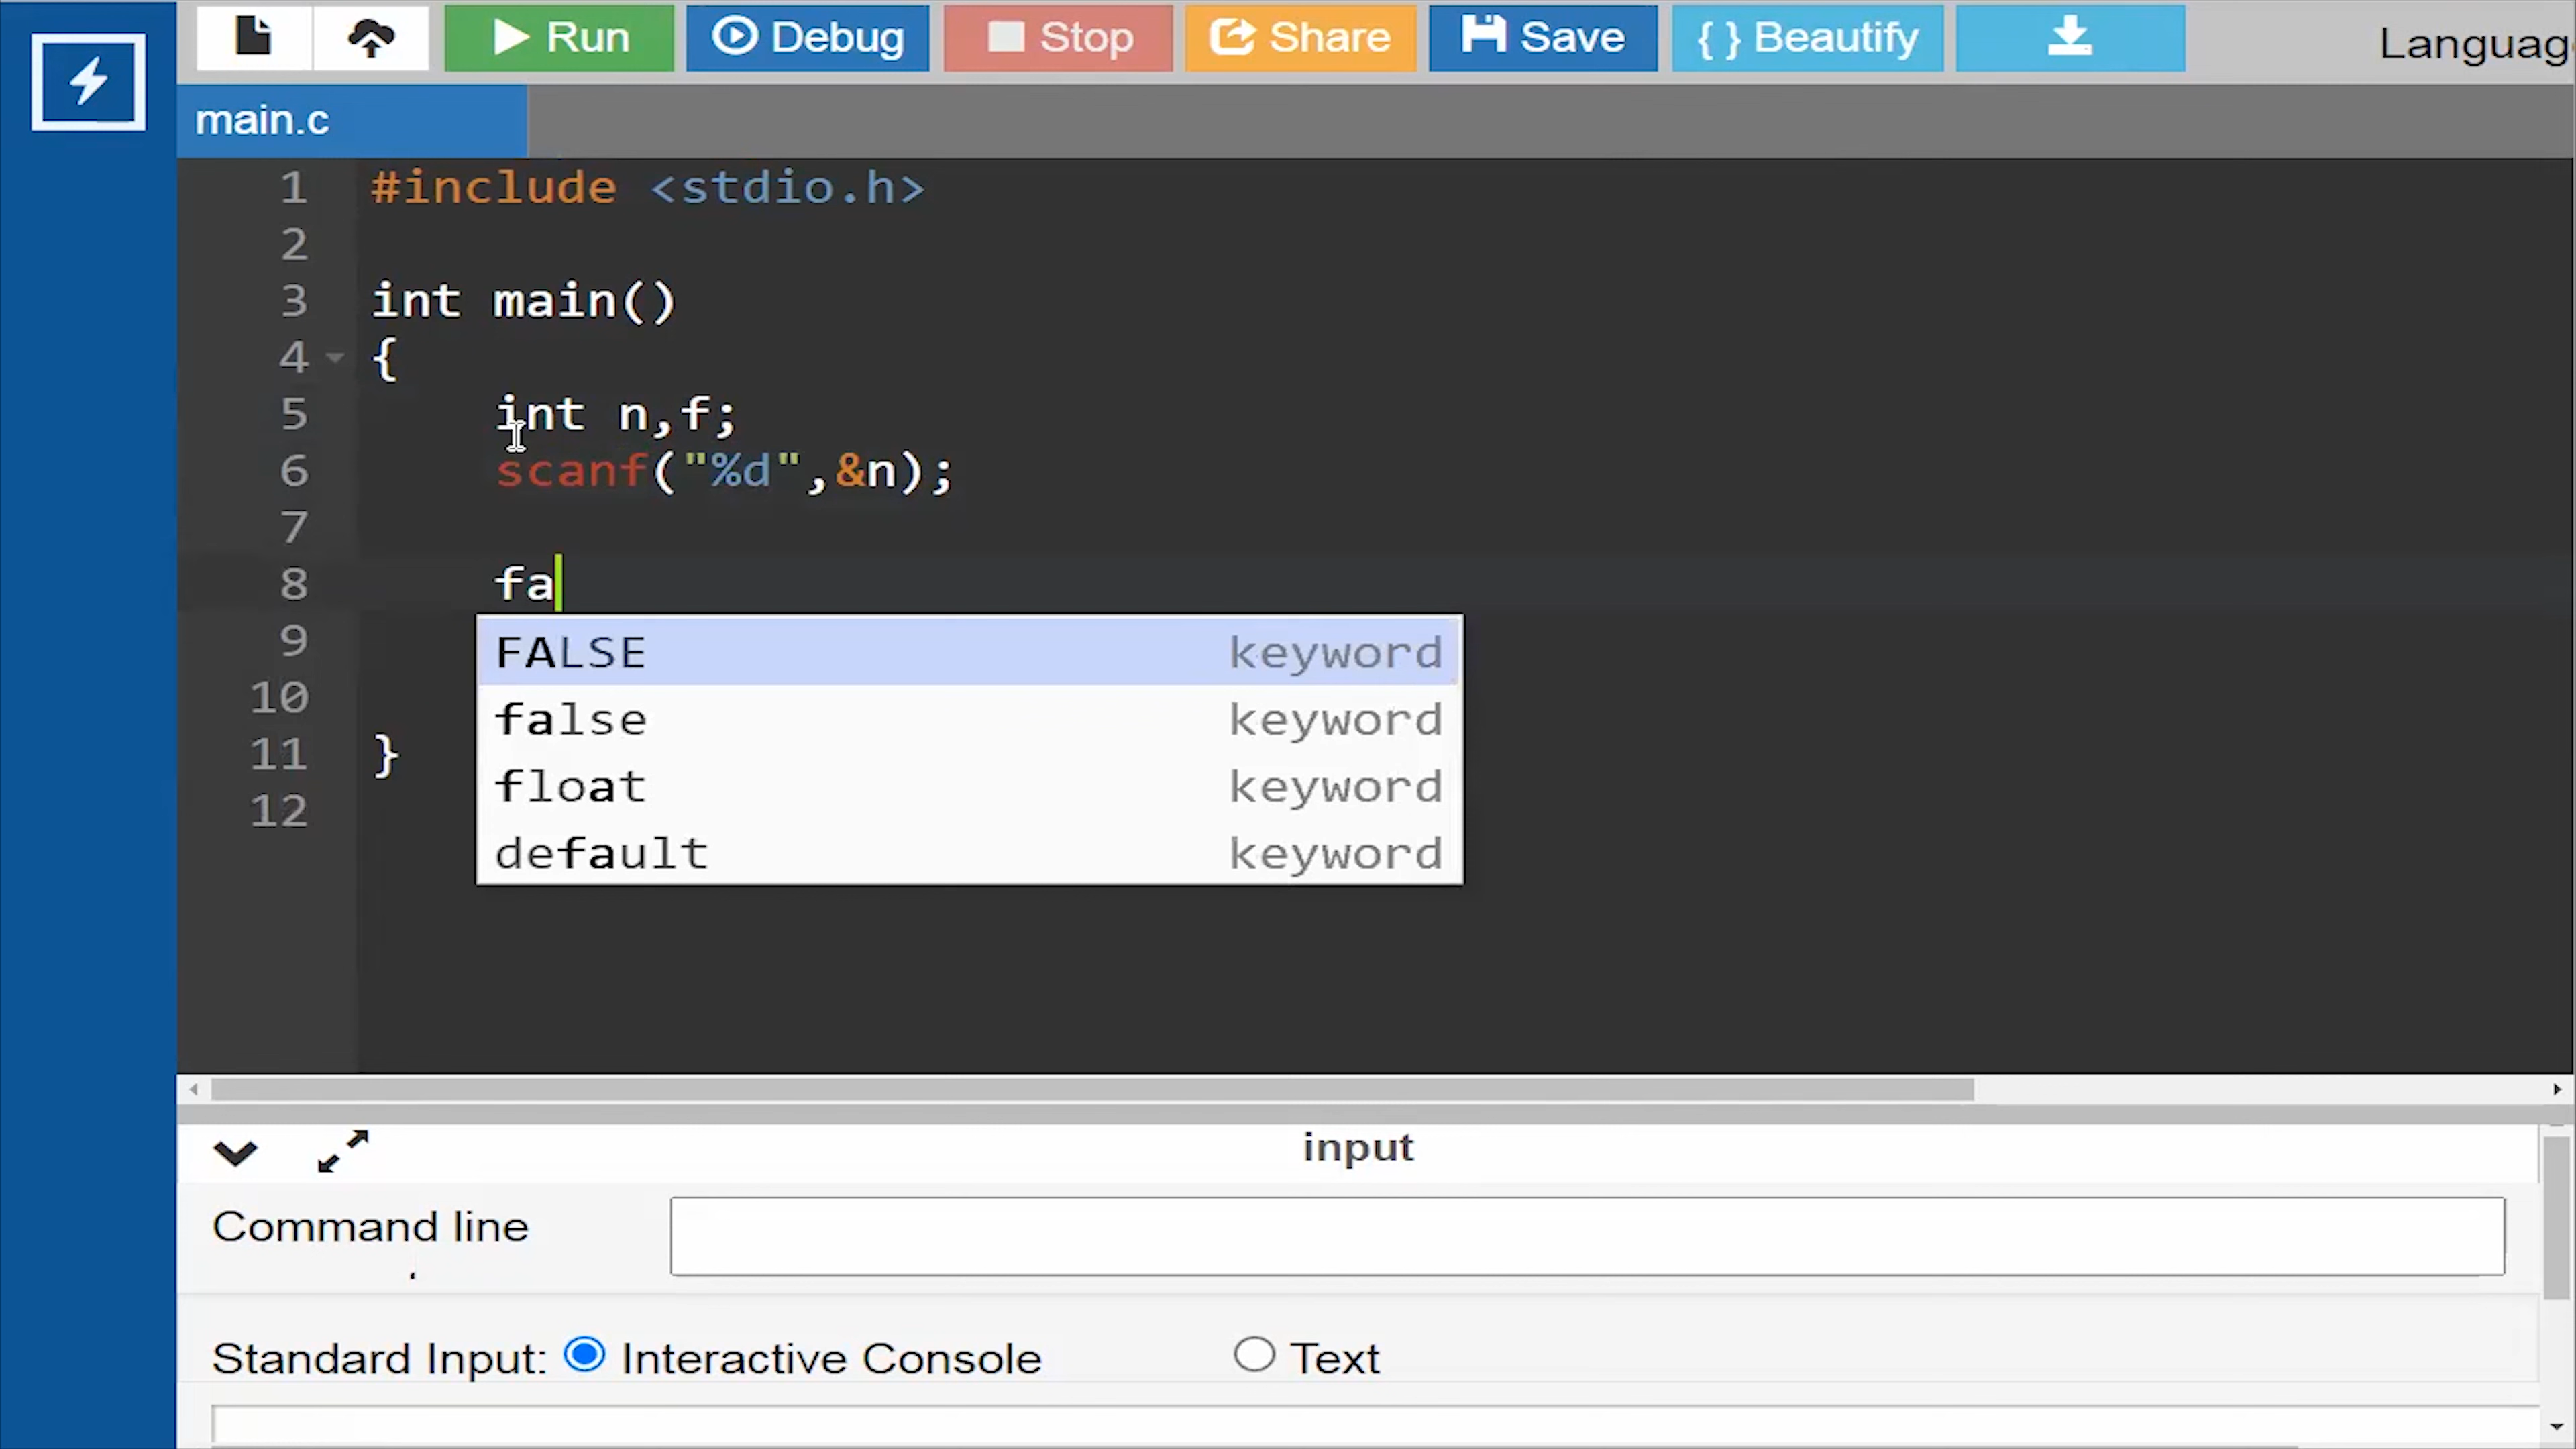 Run Debug Stop Share Save { } Beautify Languag
main.c
1 #include <stdio.h>
2
3 int main()
4 {
5 int n,f;
6 scanf("%d",&n);
7
8 fa
9
10
11 }
12
FALSE keyword
false keyword
float keyword
default keyword
input
Command line
Standard Input: Interactive Console Text